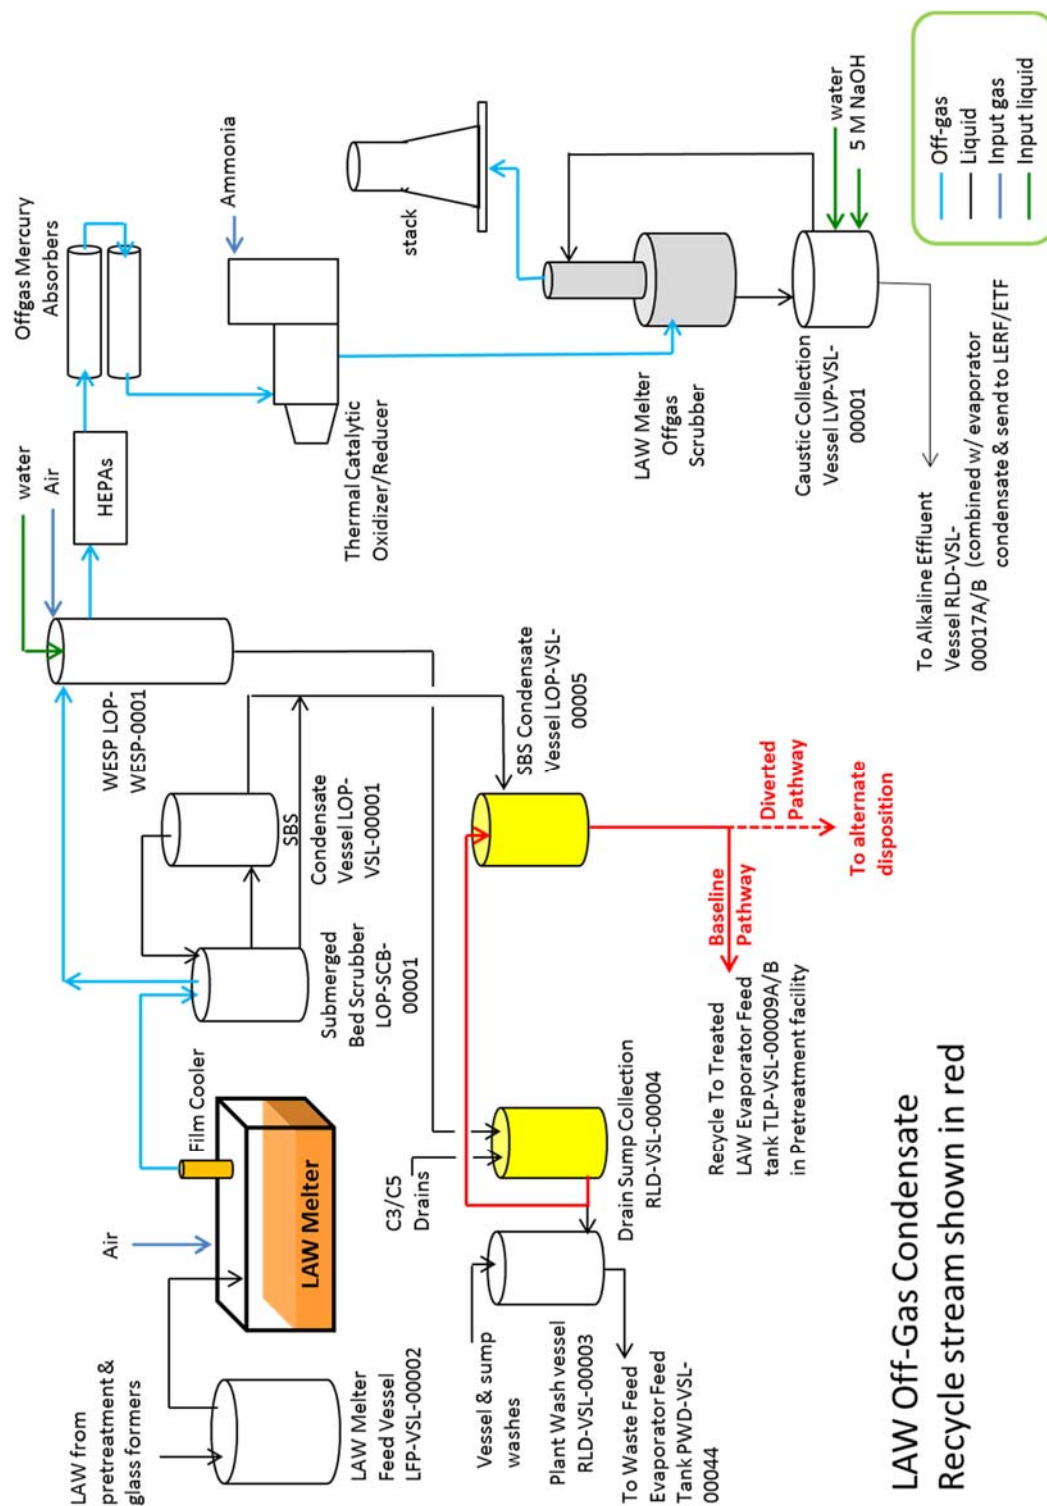 LAW from
pretreatment &
glass formers
LAW Melter
Feed Vessel
LFP-VSL-00002
Air
LAW Melter
Film Cooler
Submerged
Bed Scrubber
LOP-SCB-
00001
SBS
Condensate
Vessel LOP-
VSL-00001
WESP LOP-
WESP-0001
water
Air
HEPAs
Offgas Mercury
Absorbers
Ammonia
Thermal Catalytic
Oxidizer/Reducer
stack
LAW Melter
Offgas
Scrubber
Caustic Collection
Vessel LVP-VSL-
00001
water
5 M NaOH
To Alkaline Effluent
Vessel RLD-VSL-
00017A/B (combined w/ evaporator
condensate & send to LERF/ETF
SBS Condensate
Vessel LOP-VSL-
00005
C3/C5
Drains
Drain Sump Collection
RLD-VSL-00004
Vessel & sump
washes
Plant Wash vessel
RLD-VSL-00003
To Waste Feed
Evaporator Feed
Tank PWD-VSL-
00044
Baseline
Pathway
Diverted
Pathway
To alternate
disposition
Recycle To Treated
LAW Evaporator Feed
tank TLP-VSL-00009A/B
in Pretreatment facility
Off-gas
Liquid
Input gas
Input liquid
LAW Off-Gas Condensate
Recycle stream shown in red